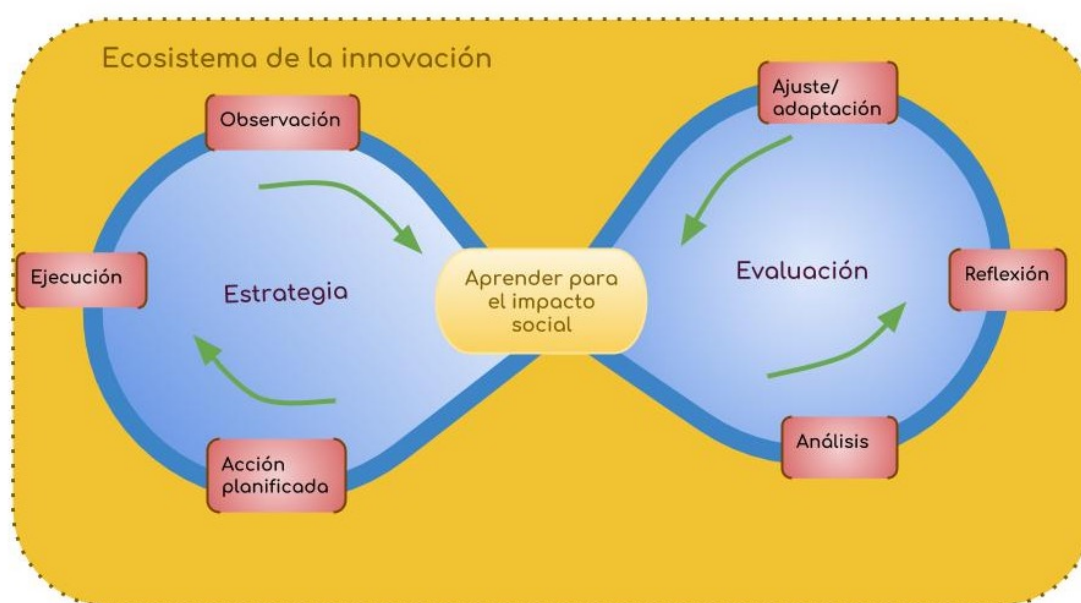 Ecosistema de la innovación
Observación
Ejecución
Estrategia
Acción
planificada
Aprender para
el impacto
social
Ajuste/
adaptación
Evaluación
Reflexión
Análisis